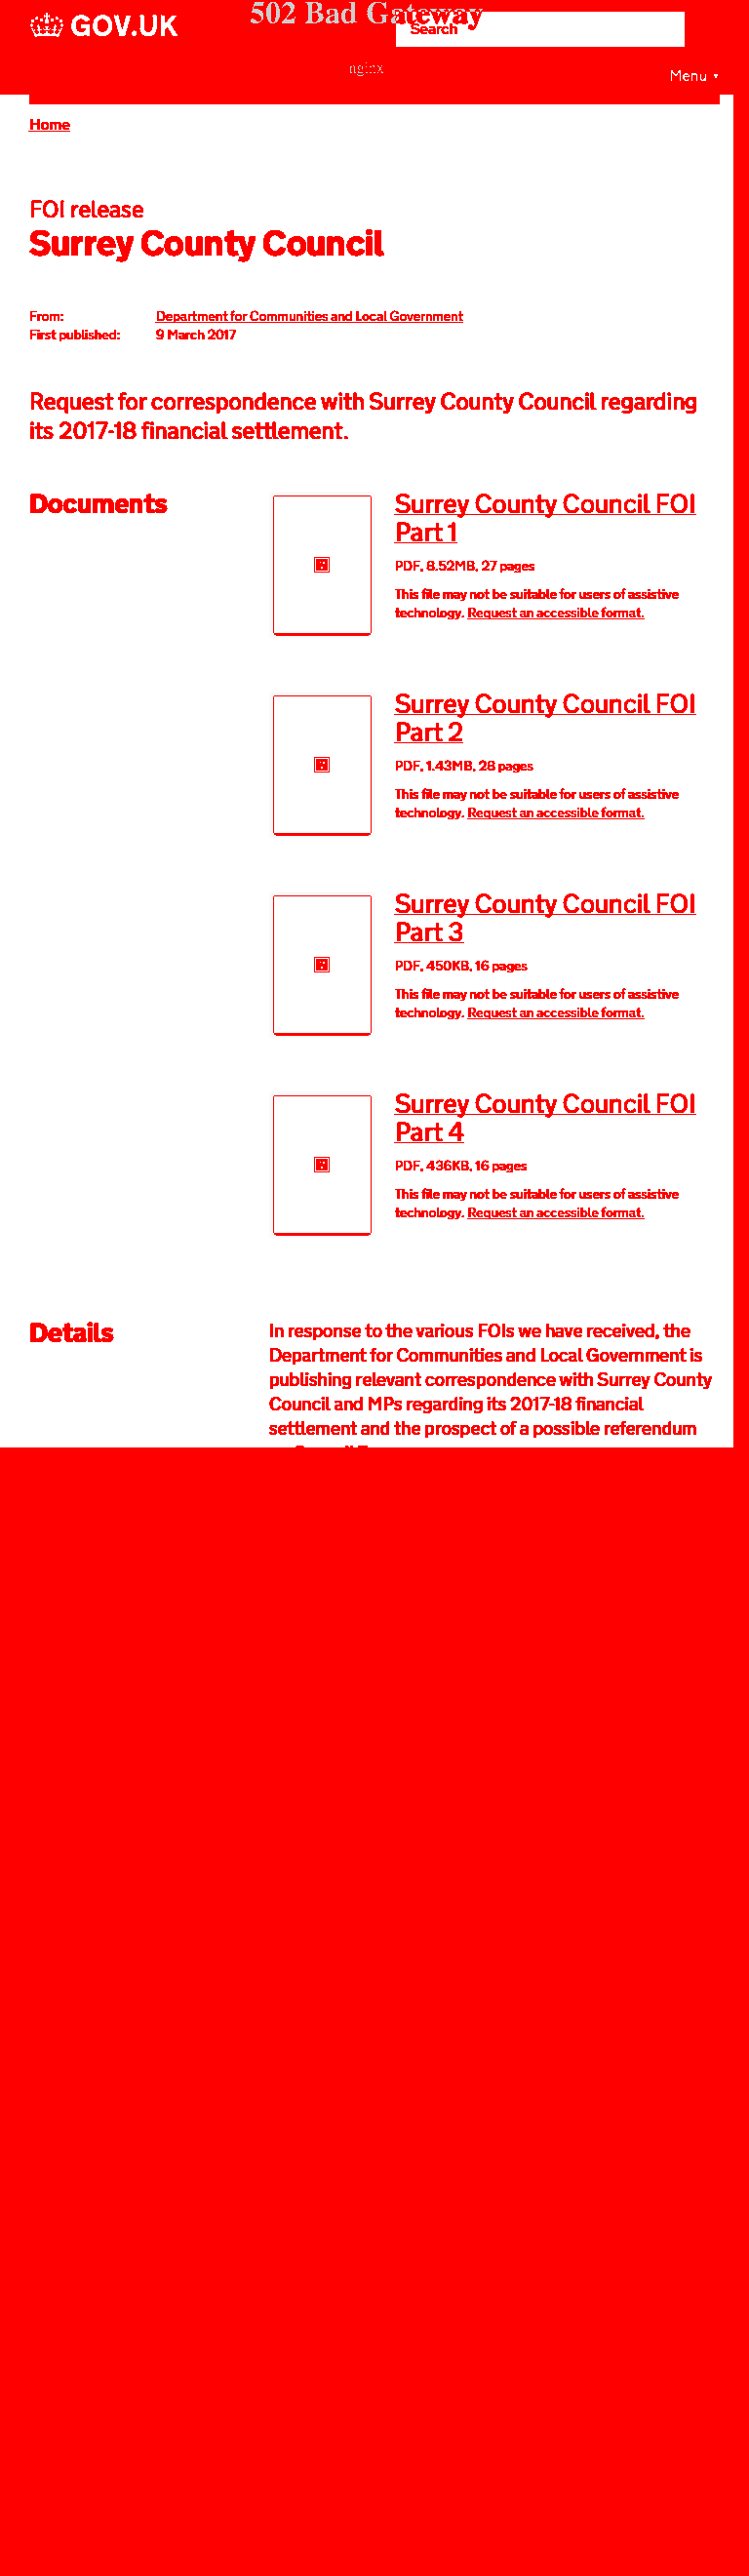 502 Bad Gateway
GOV.UK
Search
nginx
Menu
Home
FOI release
Surrey County Council
From: Department for Communities and Local Government
First published: 9 March 2017
Request for correspondence with Surrey County Council regarding
its 2017-18 financial settlement.
Documents
Surrey County Council FOI
Part 1
PDF, 8.52MB, 27 pages
This file may not be suitable for users of assistive
technology. Request an accessible format.
Surrey County Council FOI
Part 2
PDF, 1.43MB, 28 pages
This file may not be suitable for users of assistive
technology. Request an accessible format.
Surrey County Council FOI
Part 3
PDF, 450KB, 16 pages
This file may not be suitable for users of assistive
technology. Request an accessible format.
Surrey County Council FOI
Part 4
PDF, 436KB, 16 pages
This file may not be suitable for users of assistive
technology. Request an accessible format.
Details
In response to the various FOIs we have received, the
Department for Communities and Local Government is
publishing relevant correspondence with Surrey County
Council and MPs regarding its 2017-18 financial
settlement and the prospect of a possible referendum